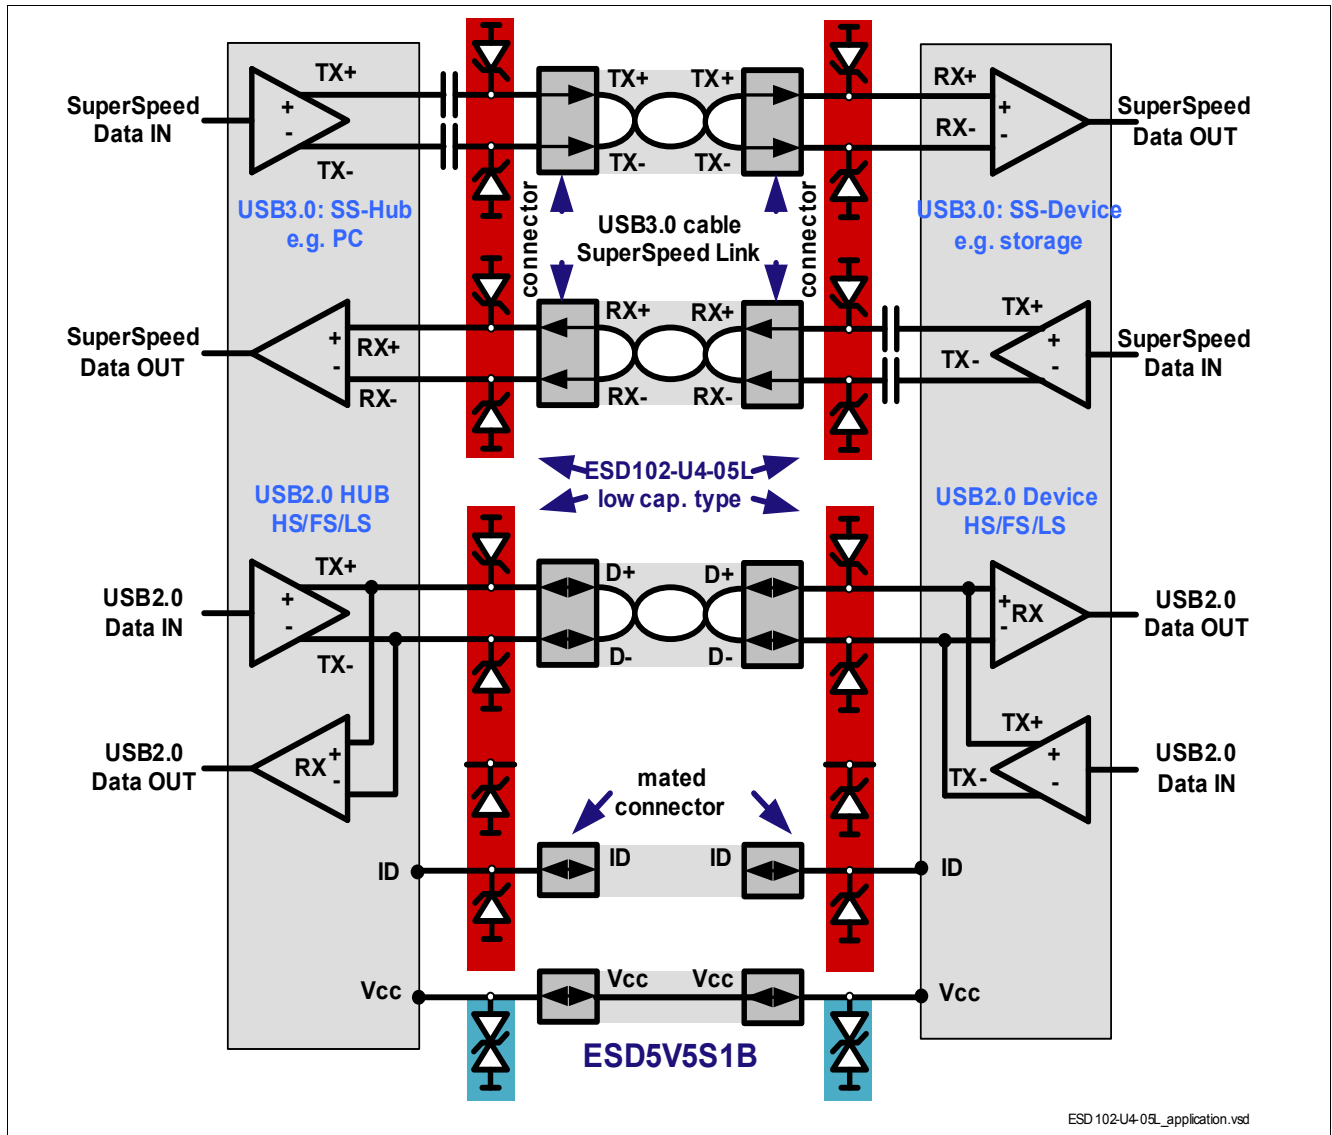 TX+ TX+ TX+ RX+
SuperSpeed
Data IN
+
-
+
-
SuperSpeed
Data OUT
RX-
TX- TX- TX-
USB3.0: SS-Hub
e.g. PC
connector
USB3.0 cable
SuperSpeed Link
connector
USB3.0: SS-Device
e.g. storage
RX+ RX+ TX+
SuperSpeed
Data OUT
+
-
RX+
RX-
RX- RX-
TX-
+
-
SuperSpeed
Data IN
ESD102-U4-05L
low cap. type
USB2.0 HUB
HS/FS/LS
USB2.0 Device
HS/FS/LS
TX+ D+ D+
USB2.0
Data IN
+
-
+
-
RX
USB2.0
Data OUT
TX- D- D-
USB2.0
Data OUT
RX
+
-
mated
connector
TX+
TX-
+
-
USB2.0
Data IN
ID ID ID ID
Vcc Vcc Vcc Vcc
ESD5V5S1B
ESD102-U4-05L_application.vsd